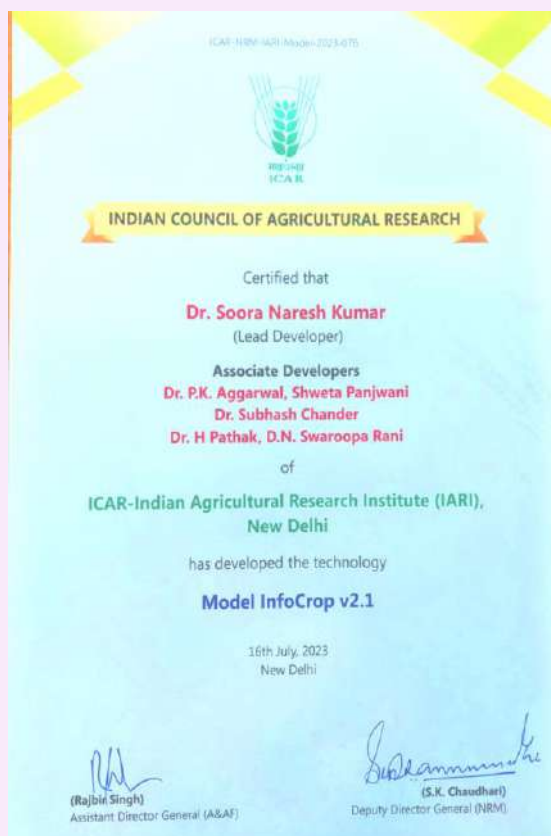 ICAR-NRM-IARI-Model-2023-075
ICAR
INDIAN COUNCIL OF AGRICULTURAL RESEARCH
Certified that
Dr. Soora Naresh Kumar
(Lead Developer)
Associate Developers
Dr. P.K. Aggarwal, Shweta Panjwani
Dr. Subhash Chander
Dr. H Pathak, D.N. Swaroopa Rani
of
ICAR-Indian Agricultural Research Institute (IARI),
New Delhi
has developed the technology
Model InfoCrop v2.1
16th July, 2023
New Delhi
(Rajbir Singh)
Assistant Director General (A&AF)
(S.K. Chaudhari)
Deputy Director General (NRM)